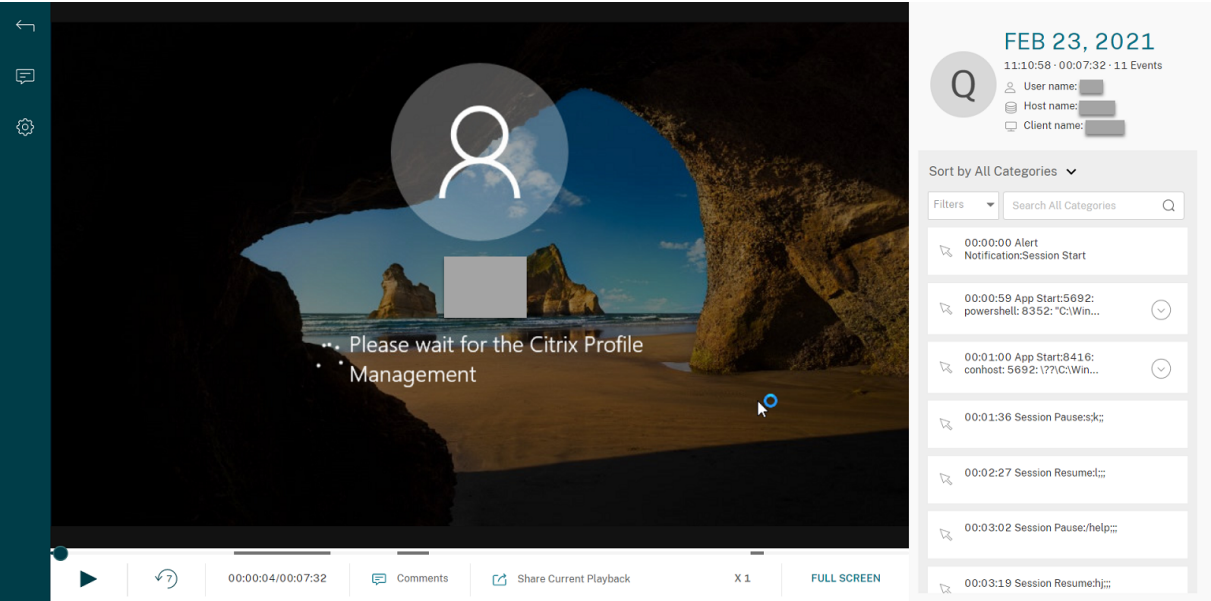 Please wait for the Citrix Profile
Management
7
00:00:04/00:07:32
Comments
Share Current Playback
X 1
FULL SCREEN
Q
FEB 23, 2021
11:10:58 · 00:07:32 · 11 Events
User name:
Host name:
Client name:
Sort by All Categories
Filters
Search All Categories
00:00:00 Alert
Notification:Session Start
00:00:59 App Start:5692:
powershell: 8352: "C:\Win...
00:01:00 App Start:8416:
conhost: 5692: \??\C:\Win...
00:01:36 Session Pause:s;k;;
00:02:27 Session Resume:l;;;
00:03:02 Session Pause:/help;;;
00:03:19 Session Resume:hj;;;